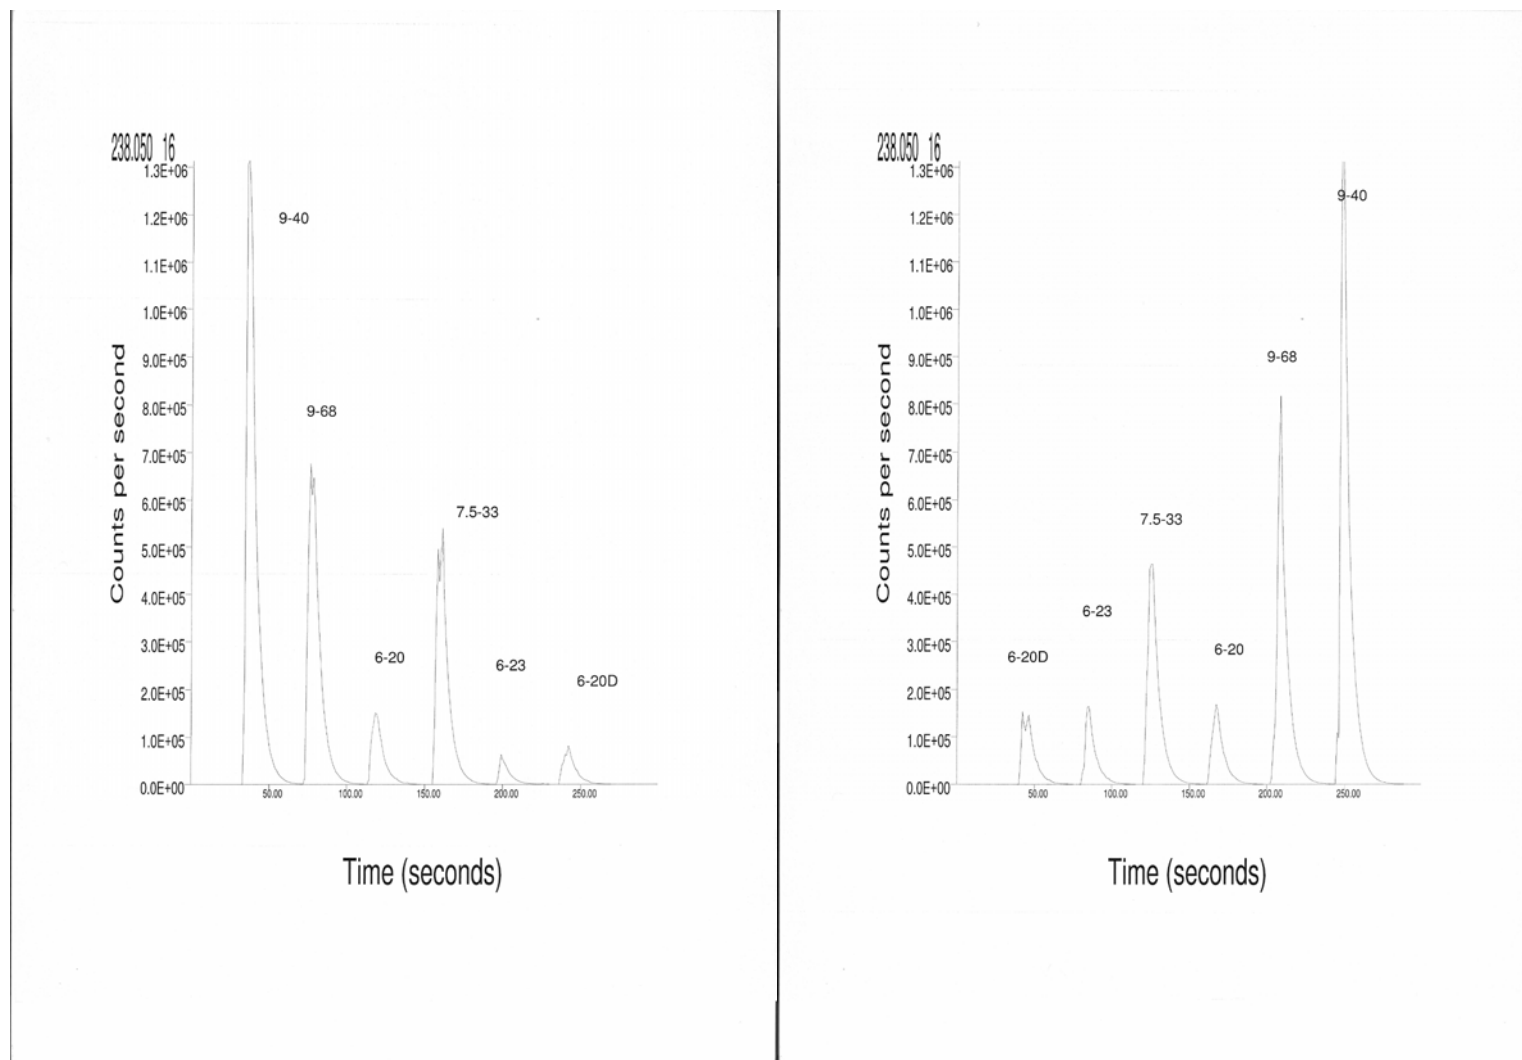 238.050 16
1.3E+06
1.2E+06
1.1E+06
1.0E+06
9.0E+05
8.0E+05
7.0E+05
6.0E+05
5.0E+05
4.0E+05
3.0E+05
2.0E+05
1.0E+05
0.0E+00
Counts per second
9-40
9-68
6-20
7.5-33
6-23
6-20D
50.00 100.00 150.00 200.00 250.00
Time (seconds)
238.050 16
1.3E+06
1.2E+06
1.1E+06
1.0E+06
9.0E+05
8.0E+05
7.0E+05
6.0E+05
5.0E+05
4.0E+05
3.0E+05
2.0E+05
1.0E+05
0.0E+00
Counts per second
6-20D
6-23
7.5-33
6-20
9-68
9-40
50.00 100.00 150.00 200.00 250.00
Time (seconds)